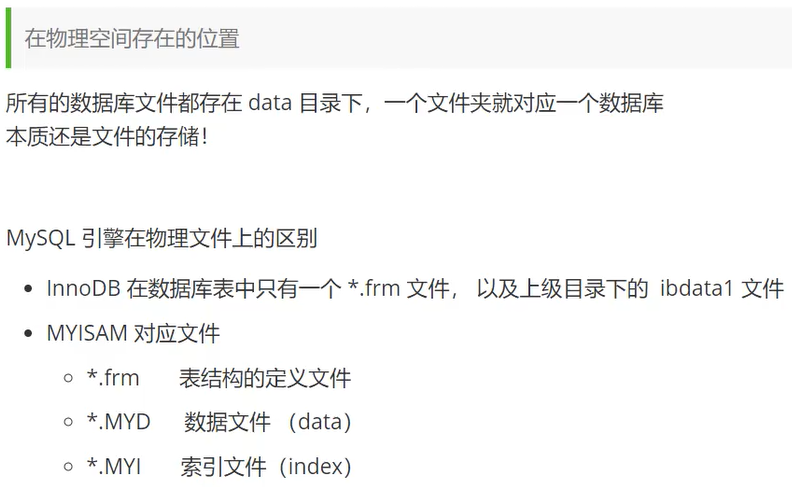 在物理空间存在的位置
所有的数据库文件都存在 data 目录下，一个文件夹就对应一个数据库
本质还是文件的存储！
MySQL 引擎在物理文件上的区别
InnoDB 在数据库表中只有一个 *.frm 文件， 以及上级目录下的 ibdata1 文件
MYISAM 对应文件
*.frm 表结构的定义文件
*.MYD 数据文件 （data）
*.MYI 索引文件（index）